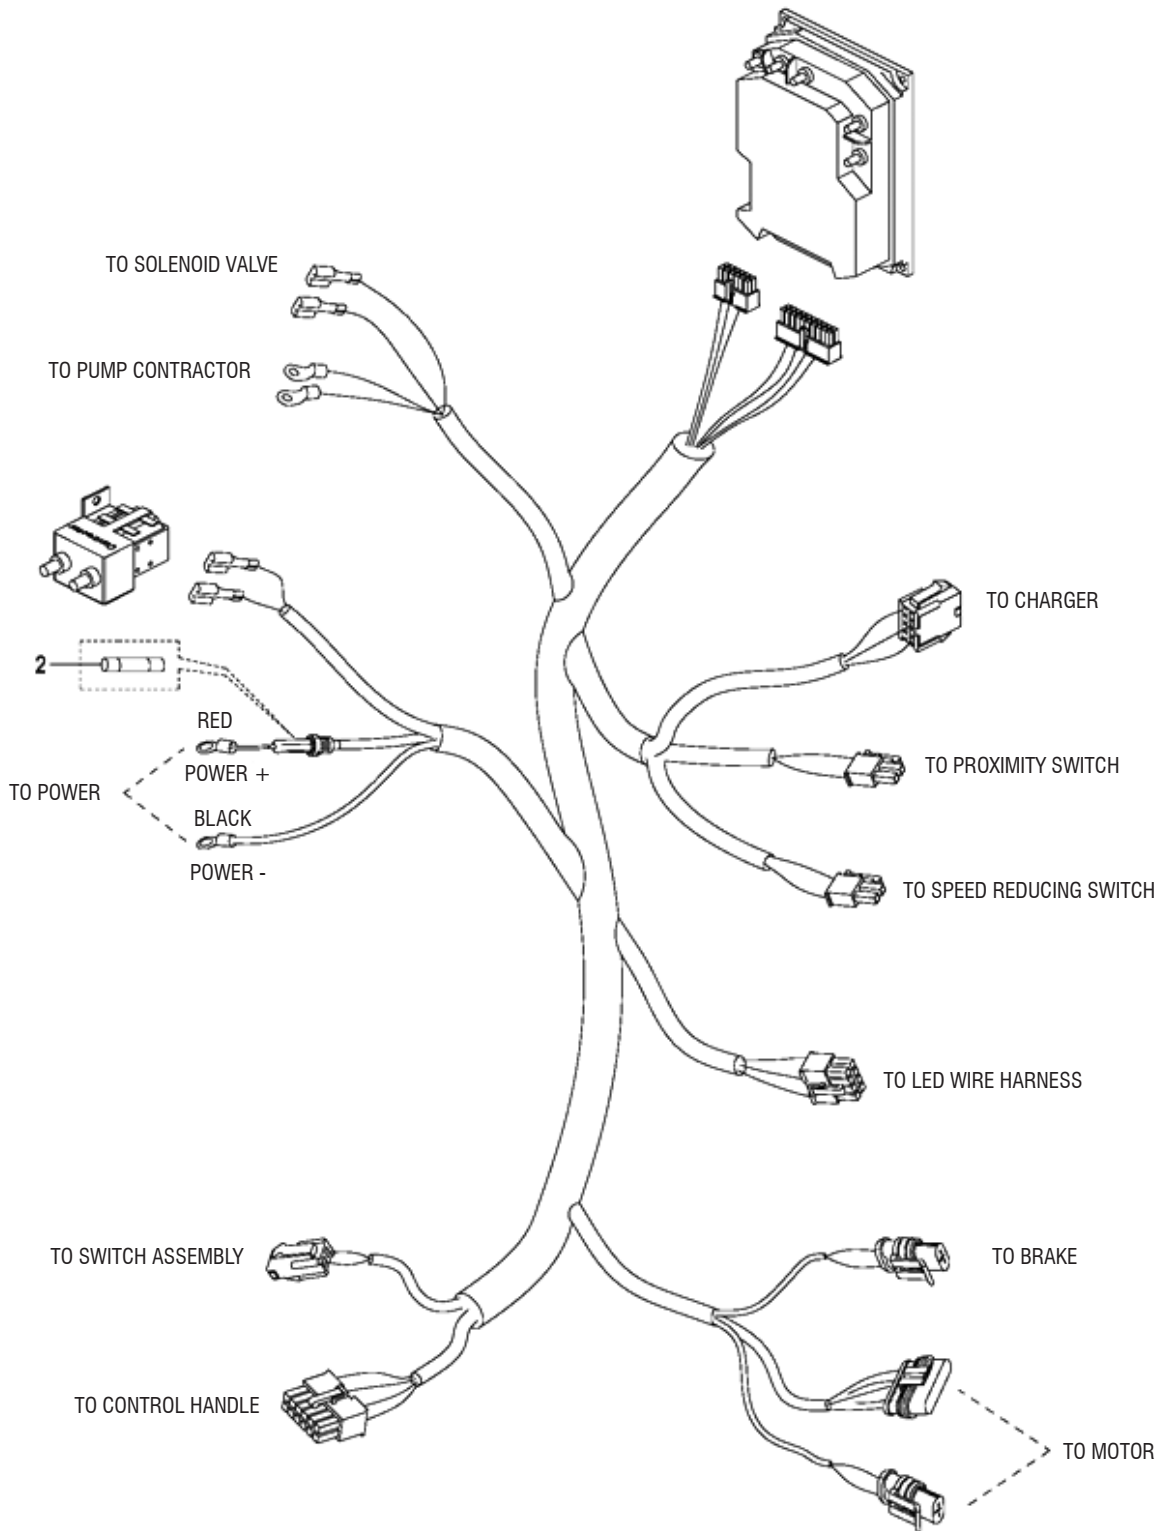 TO SOLENOID VALVE
TO PUMP CONTRACTOR
TO CHARGER
2
RED
POWER +
TO POWER
BLACK
POWER -
TO PROXIMITY SWITCH
TO SPEED REDUCING SWITCH
TO LED WIRE HARNESS
TO SWITCH ASSEMBLY
TO BRAKE
TO CONTROL HANDLE
TO MOTOR